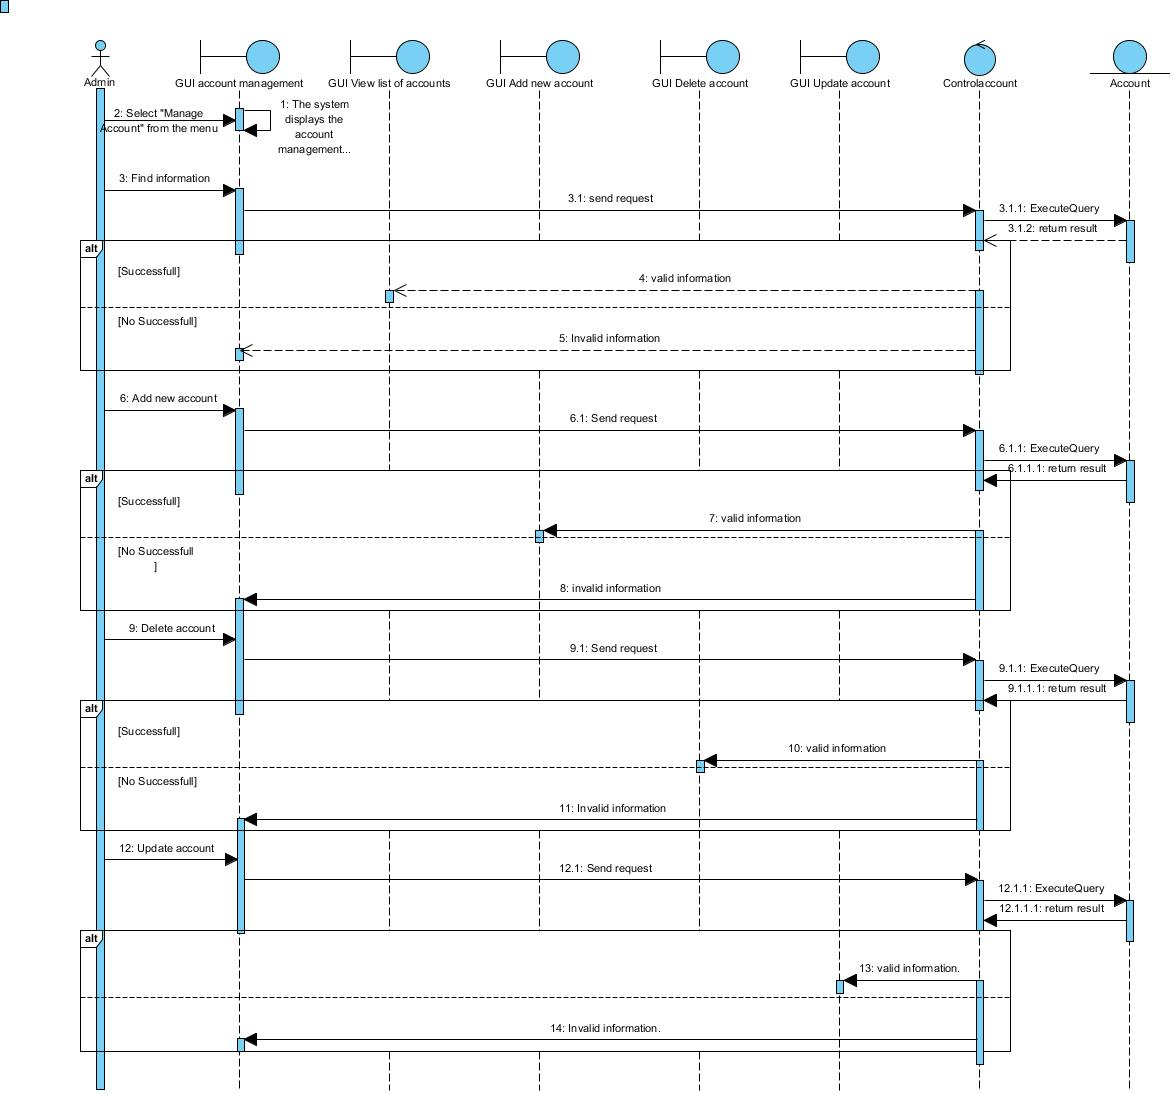 Admin
GUI account management
GUI View list of accounts
GUI Add new account
GUI Delete account
GUI Update account
Controlaccount
Account
1: The system
displays the
account
management...
2: Select "Manage
Account" from the menu
3: Find information
3.1: send request
3.1.1: ExecuteQuery
3.1.2: return result
alt
[Successfull]
4: valid information
[No Successfull]
5: Invalid information
6: Add new account
6.1: Send request
6.1.1: ExecuteQuery
6.1.1.1: return result
alt
[Successfull]
7: valid information
[No Successfull
]
8: invalid information
9: Delete account
9.1: Send request
9.1.1: ExecuteQuery
9.1.1.1: return result
alt
[Successfull]
10: valid information
[No Successfull]
11: Invalid information
12: Update account
12.1: Send request
12.1.1: ExecuteQuery
12.1.1.1: return result
alt
13: valid information.
14: Invalid information.